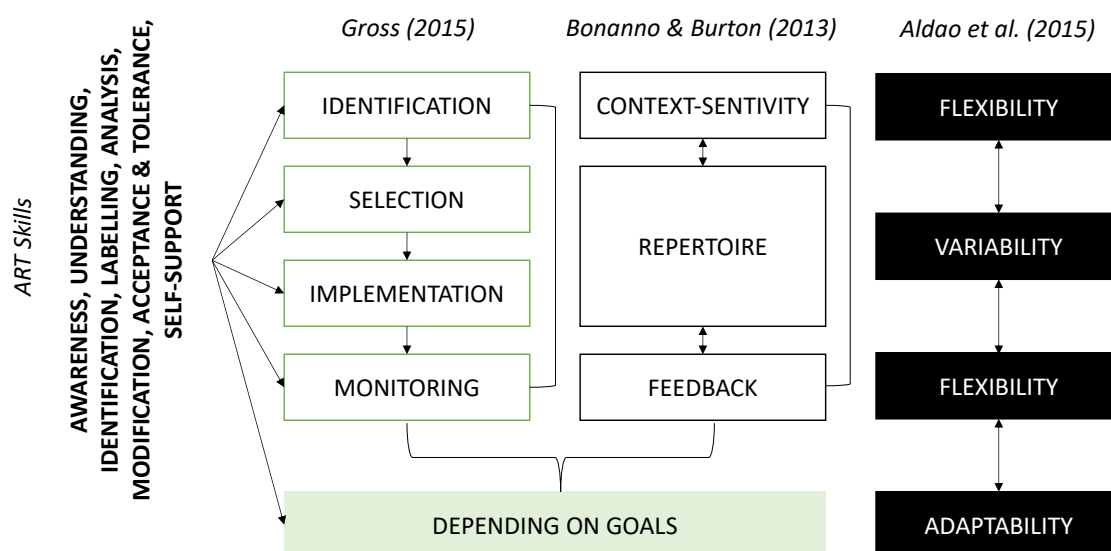 Gross (2015)
Bonanno & Burton (2013)
Aldao et al. (2015)
ART Skills
AWARENESS, UNDERSTANDING,
IDENTIFICATION, LABELLING, ANALYSIS,
MODIFICATION, ACCEPTANCE & TOLERANCE,
SELF-SUPPORT
IDENTIFICATION
SELECTION
IMPLEMENTATION
MONITORING
CONTEXT-SENTIVITY
REPERTOIRE
FEEDBACK
FLEXIBILITY
VARIABILITY
FLEXIBILITY
ADAPTABILITY
DEPENDING ON GOALS